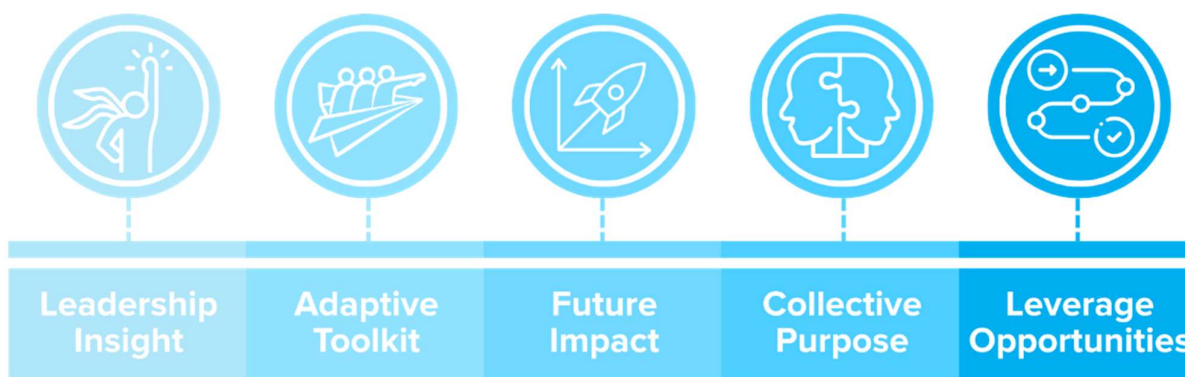 Leadership
Insight
Adaptive
Toolkit
Future
Impact
Collective
Purpose
Leverage
Opportunities